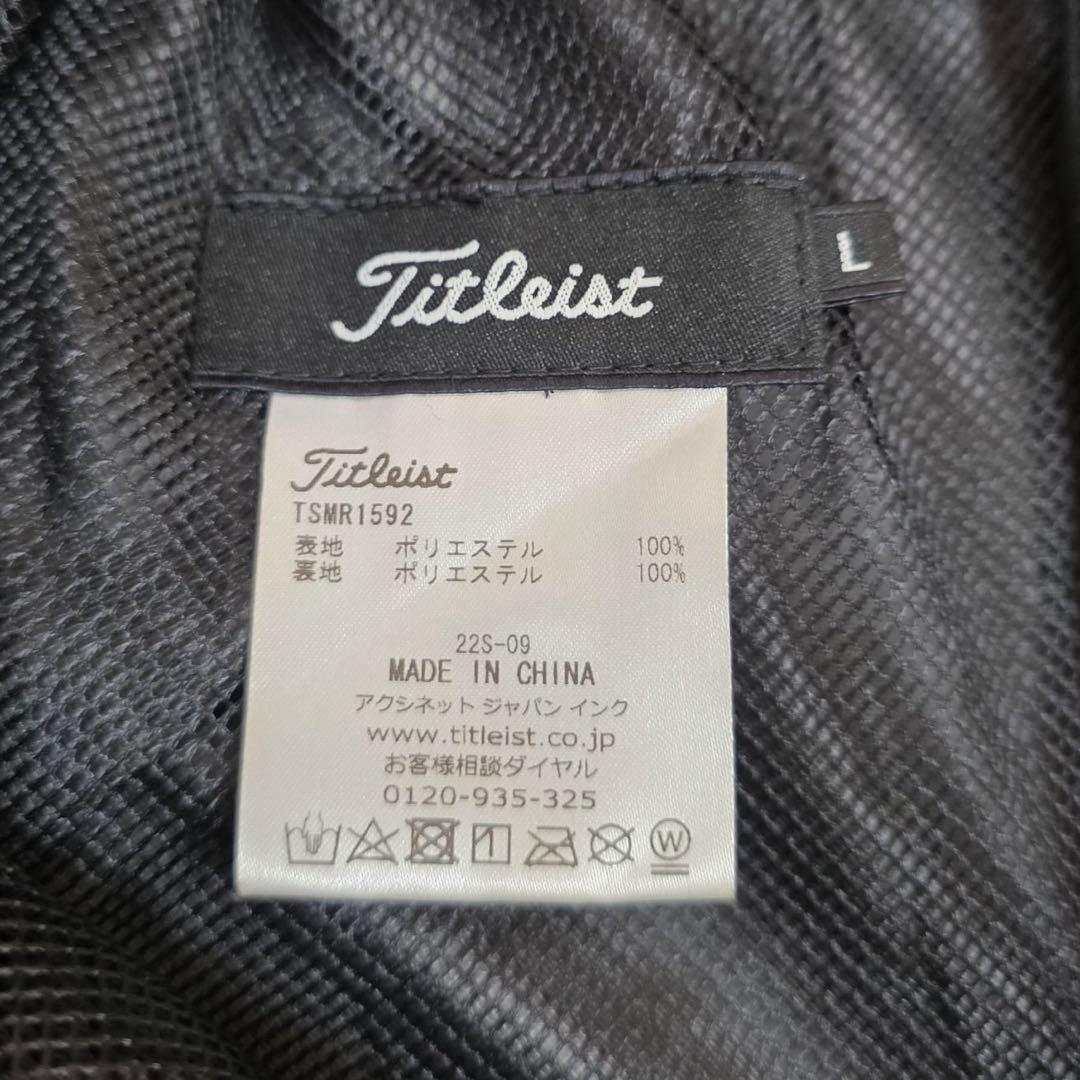 Titleist
L
Titleist
TSMR1592
表地 ポリエステル 100%
裏地 ポリエステル 100%
22S-09
MADE IN CHINA
アクシネット ジャパン インク
www.titleist.co.jp
お客様相談ダイヤル
0120-935-325
W